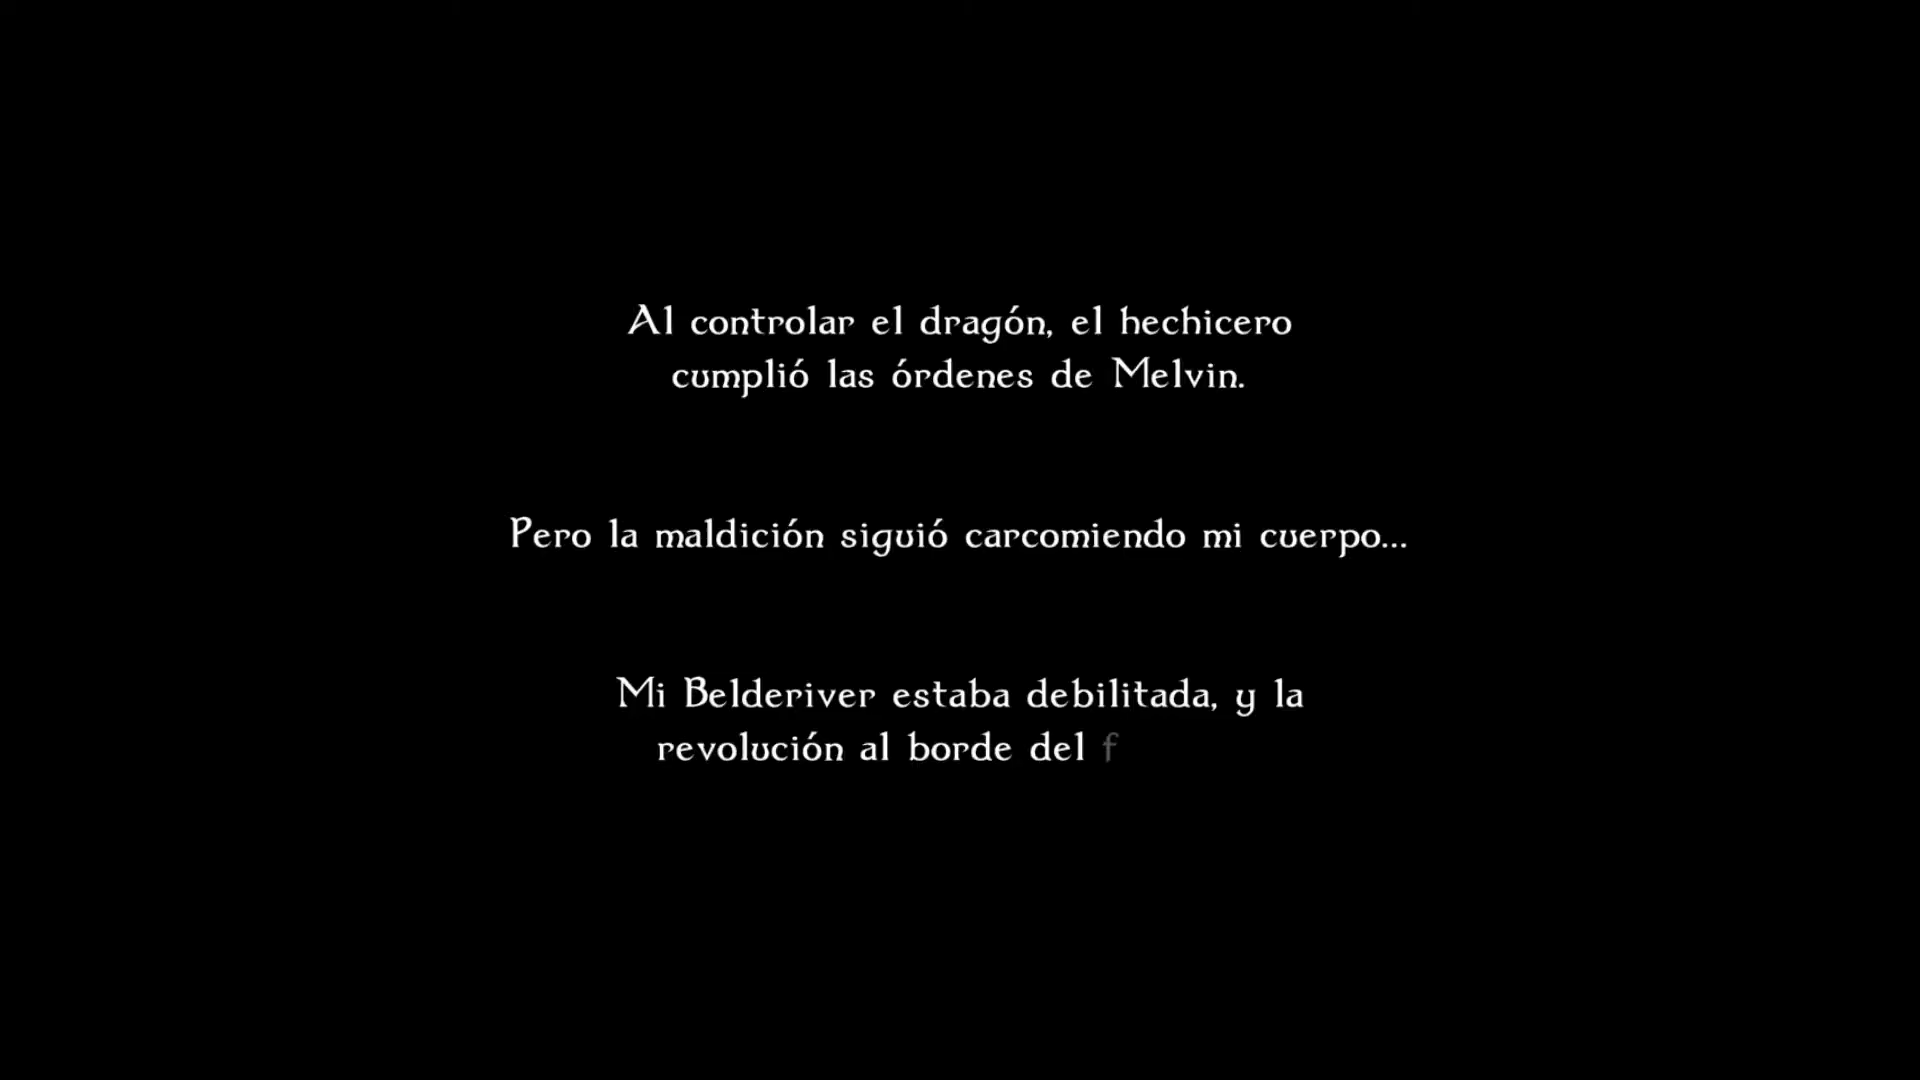 Al controlar el dragón, el hechicero
cumplió las órdenes de Melvin.
Pero la maldición siguió carcomiendo mi cuerpo...
Mi Belderiver estaba debilitada, y la
revolución al borde del f